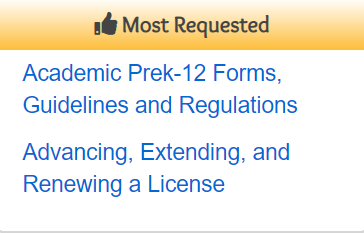 Most Requested
Academic Prek-12 Forms,
Guidelines and Regulations
Advancing, Extending, and
Renewing a License